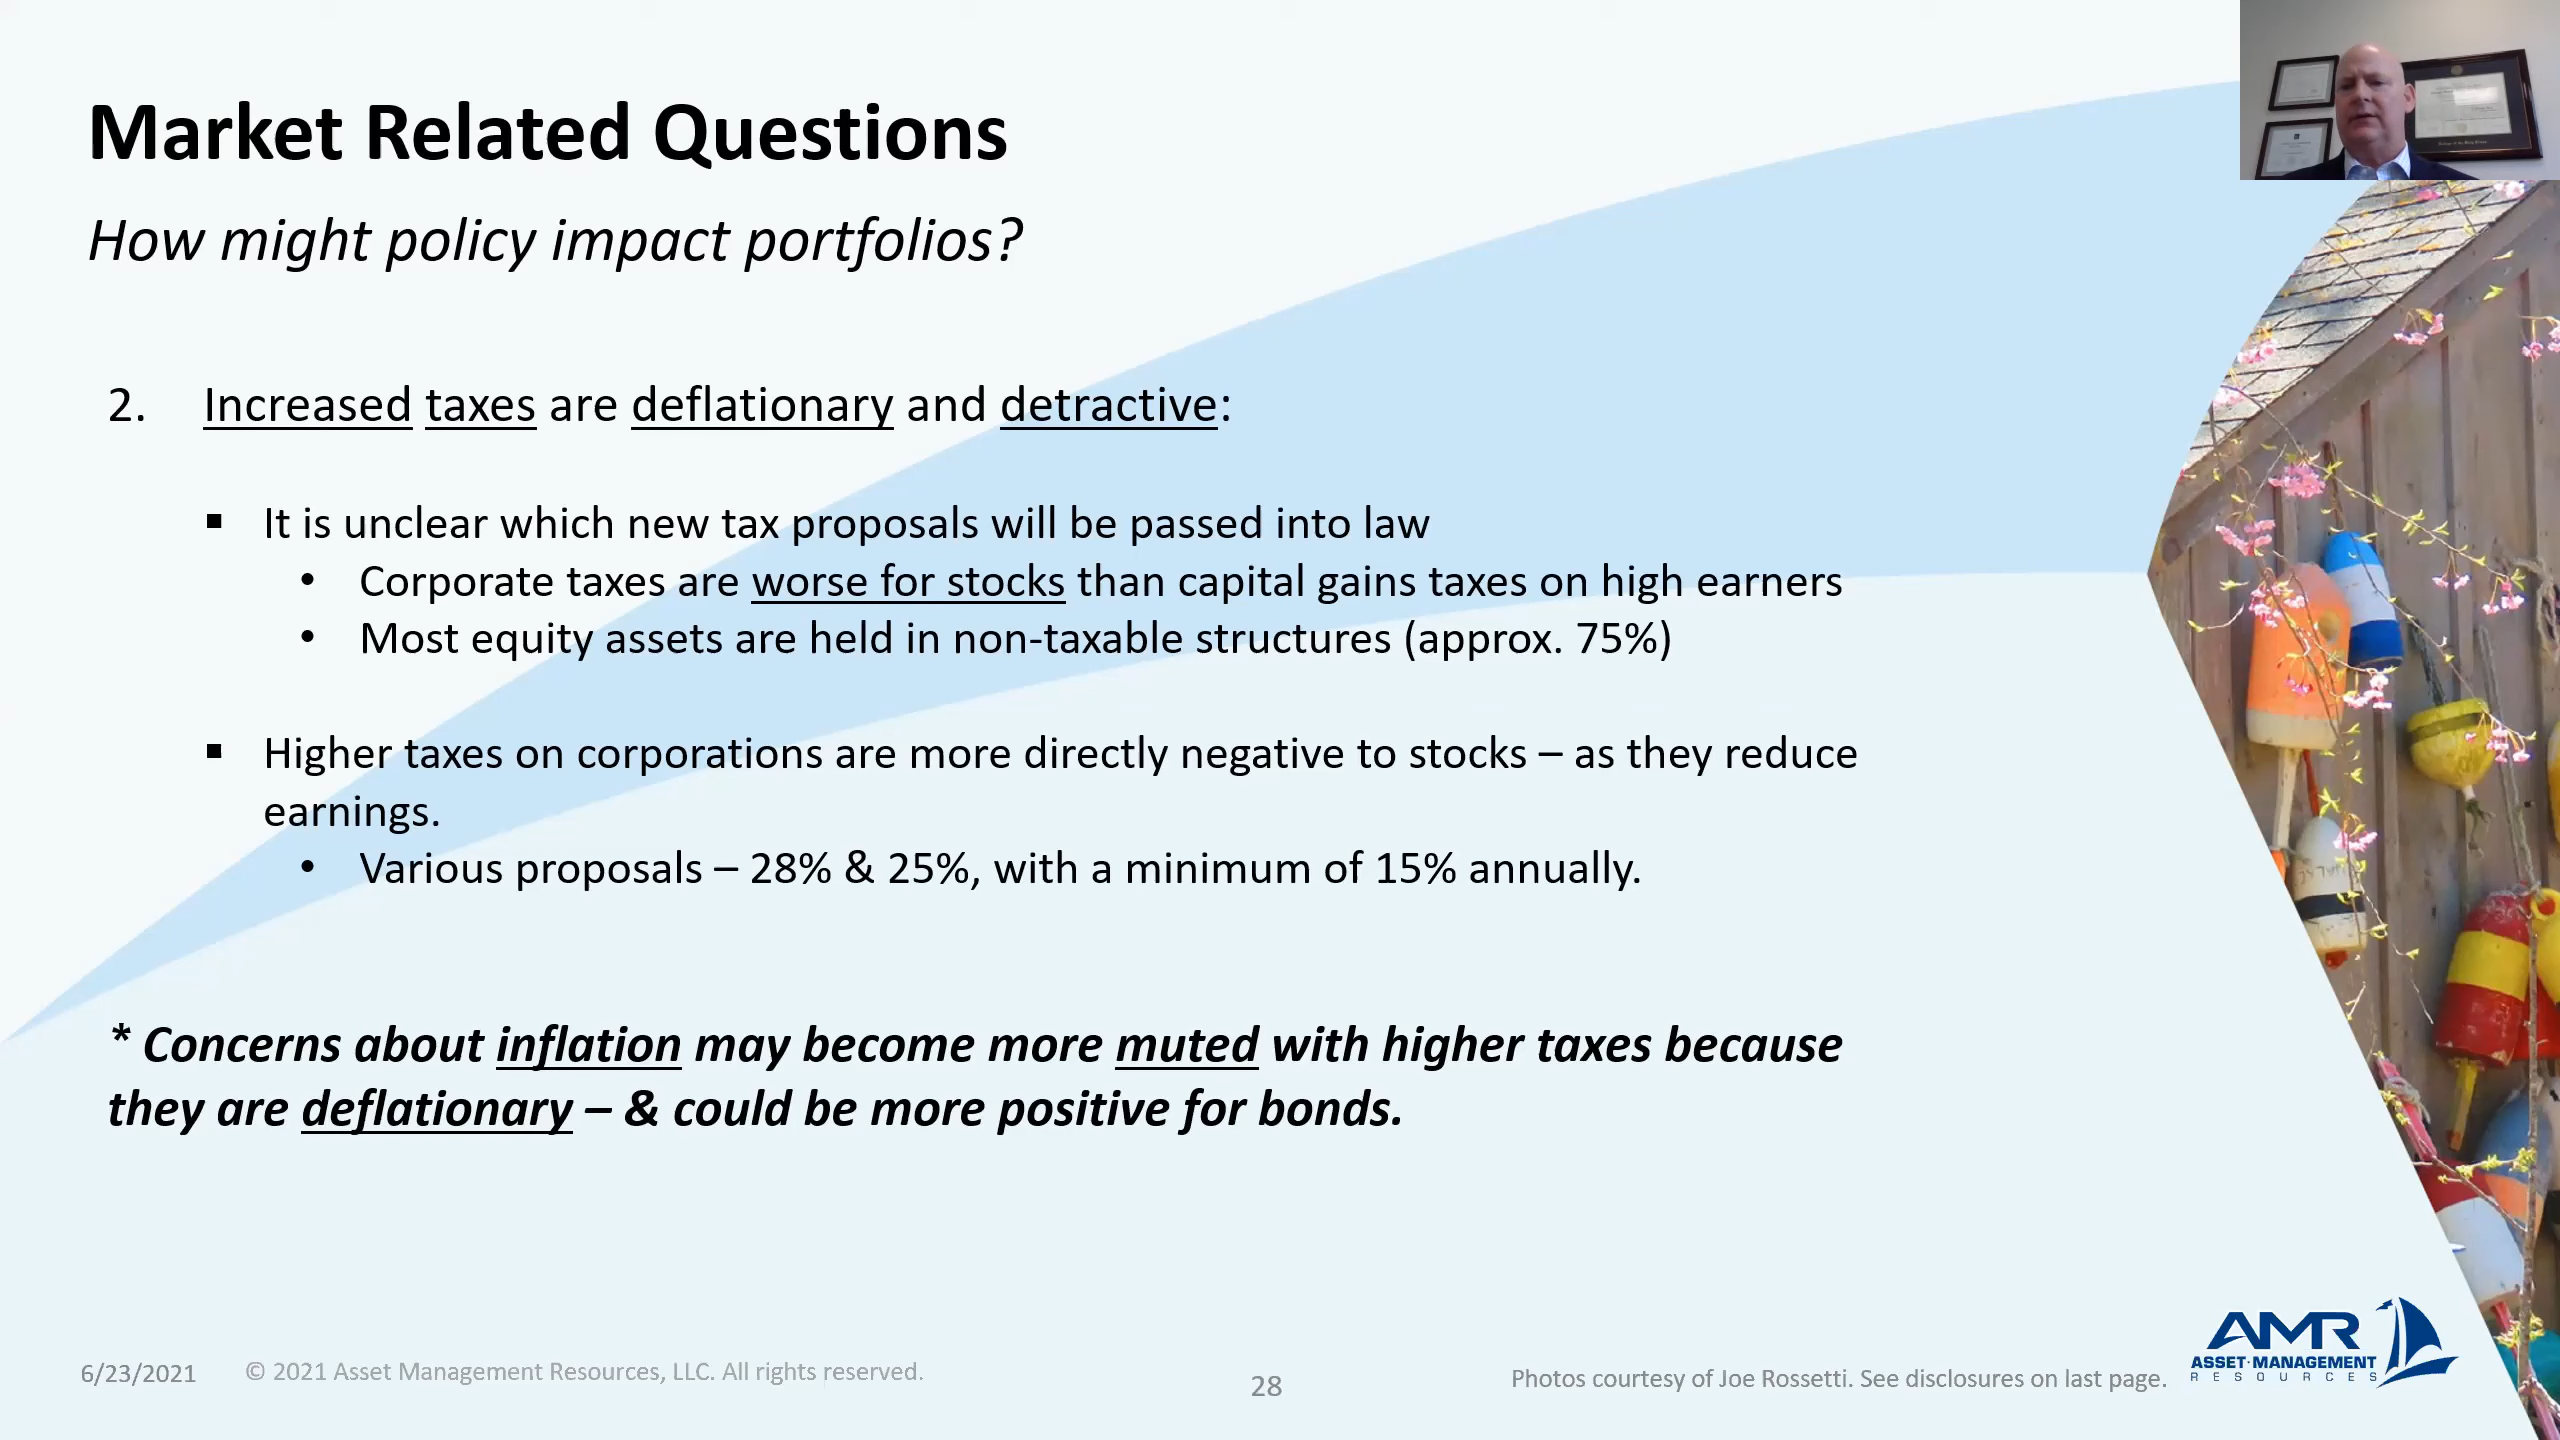 Market Related Questions
How might policy impact portfolios?
2. Increased taxes are deflationary and detractive:
▪ It is unclear which new tax proposals will be passed into law
• Corporate taxes are worse for stocks than capital gains taxes on high earners
• Most equity assets are held in non-taxable structures (approx. 75%)
▪ Higher taxes on corporations are more directly negative to stocks – as they reduce
earnings.
• Various proposals – 28% & 25%, with a minimum of 15% annually.
* Concerns about inflation may become more muted with higher taxes because
they are deflationary – & could be more positive for bonds.
6/23/2021
© 2021 Asset Management Resources, LLC. All rights reserved.
28
Photos courtesy of Joe Rossetti. See disclosures on last page.
AMR
ASSET·MANAGEMENT
RESOURCES